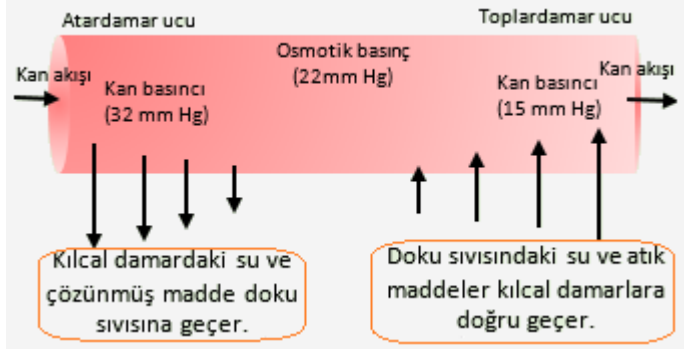 Atardamar ucu
Toplardamar ucu
Osmotik basınç
(22mm Hg)
Kan akışı
Kan basıncı
(32 mm Hg)
Kan basıncı
(15 mm Hg)
Kan akışı
Kılcal damardaki su ve
çözünmüş madde doku
sıvısına geçer.
Doku sıvısındaki su ve atık
maddeler kılcal damarlara
doğru geçer.